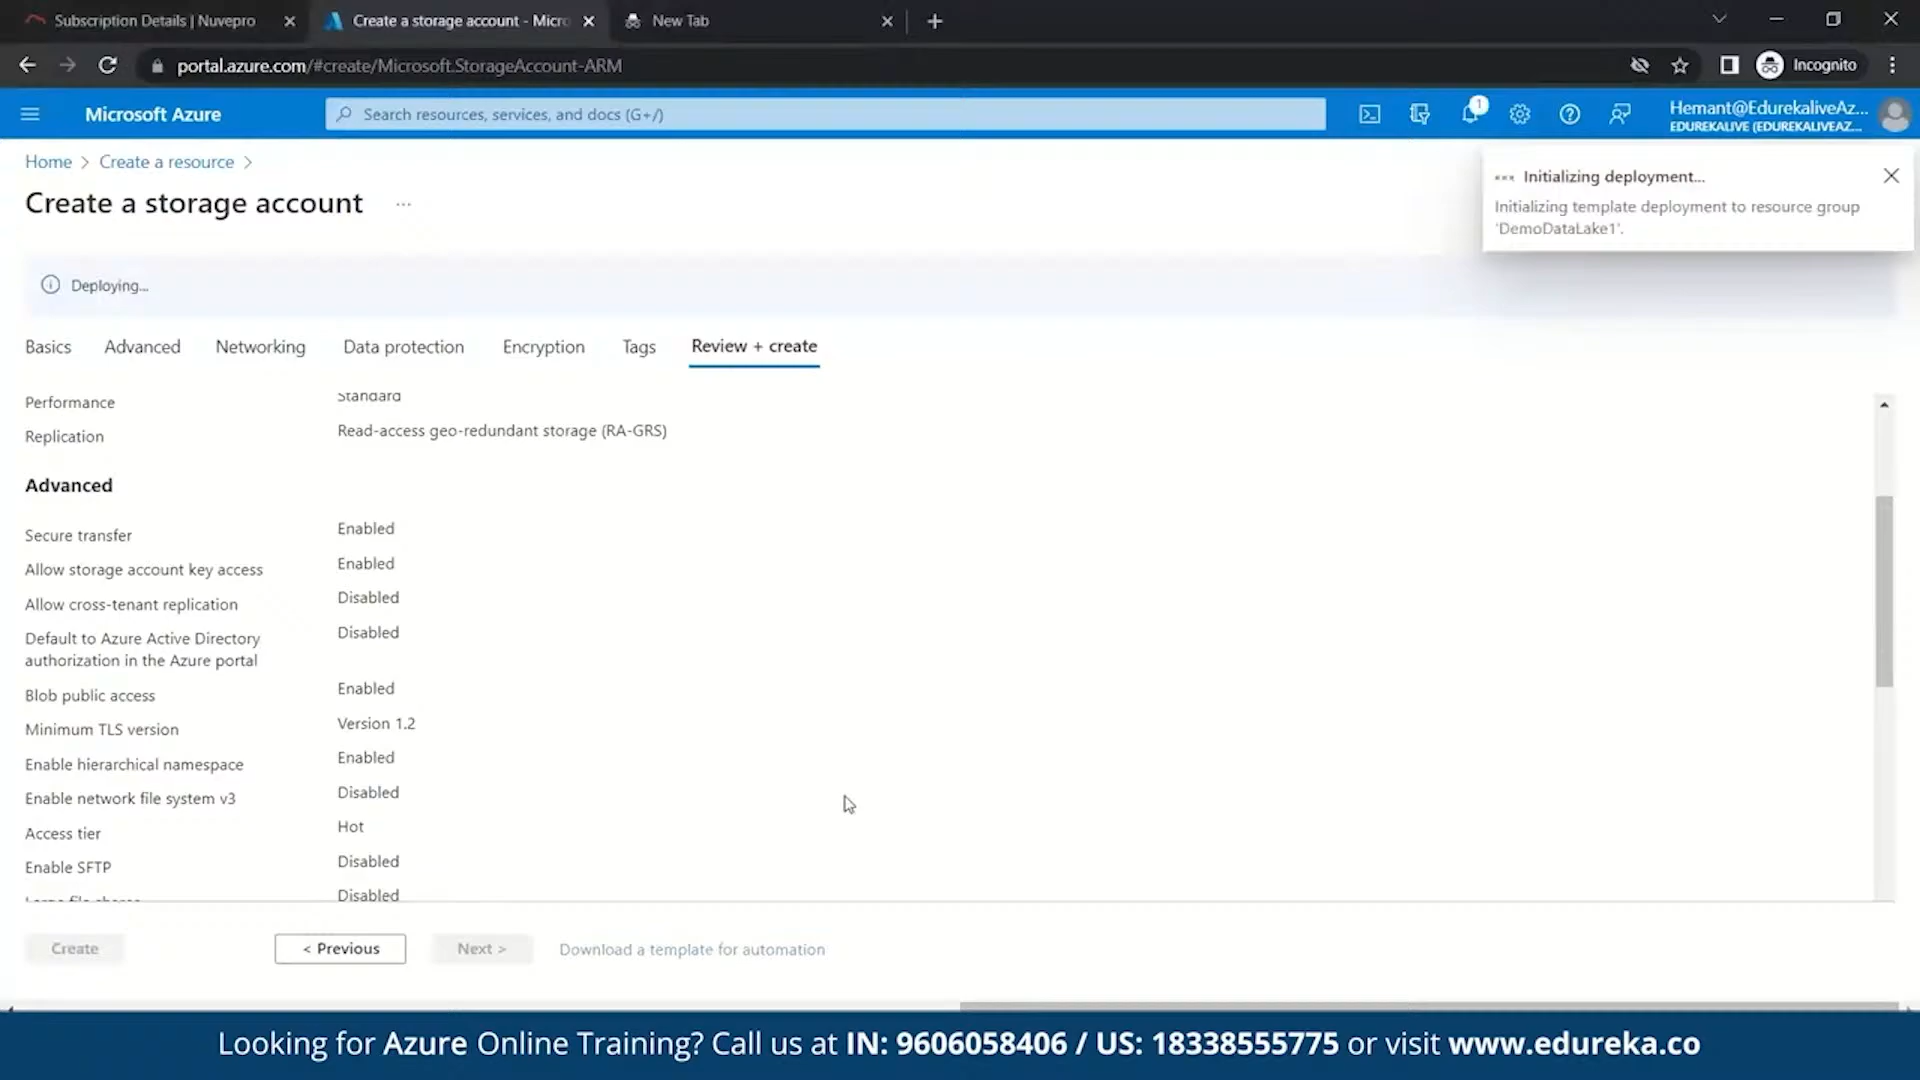 Subscription Details | Nuvepro
Create a storage account - Micro
New Tab
portal.azure.com/#create/Microsoft.StorageAccount-ARM
Incognito
Microsoft Azure
Search resources, services, and docs (G+/)
1
Hemant@EdurekaliveAz...
EDUREKALIVE (EDUREKALIVEAZ...
Home > Create a resource >
Create a storage account ...
Initializing deployment...
Initializing template deployment to resource group
'DemoDataLake1'.
Deploying...
Basics Advanced Networking Data protection Encryption Tags Review + create
Performance Standard
Replication Read-access geo-redundant storage (RA-GRS)
Advanced
Secure transfer Enabled
Allow storage account key access Enabled
Allow cross-tenant replication Disabled
Default to Azure Active Directory Disabled
authorization in the Azure portal
Blob public access Enabled
Minimum TLS version Version 1.2
Enable hierarchical namespace Enabled
Enable network file system v3 Disabled
Access tier Hot
Enable SFTP Disabled
Large file shares Disabled
Create < Previous Next > Download a template for automation
Looking for Azure Online Training? Call us at IN: 9606058406 / US: 18338555775 or visit www.edureka.co